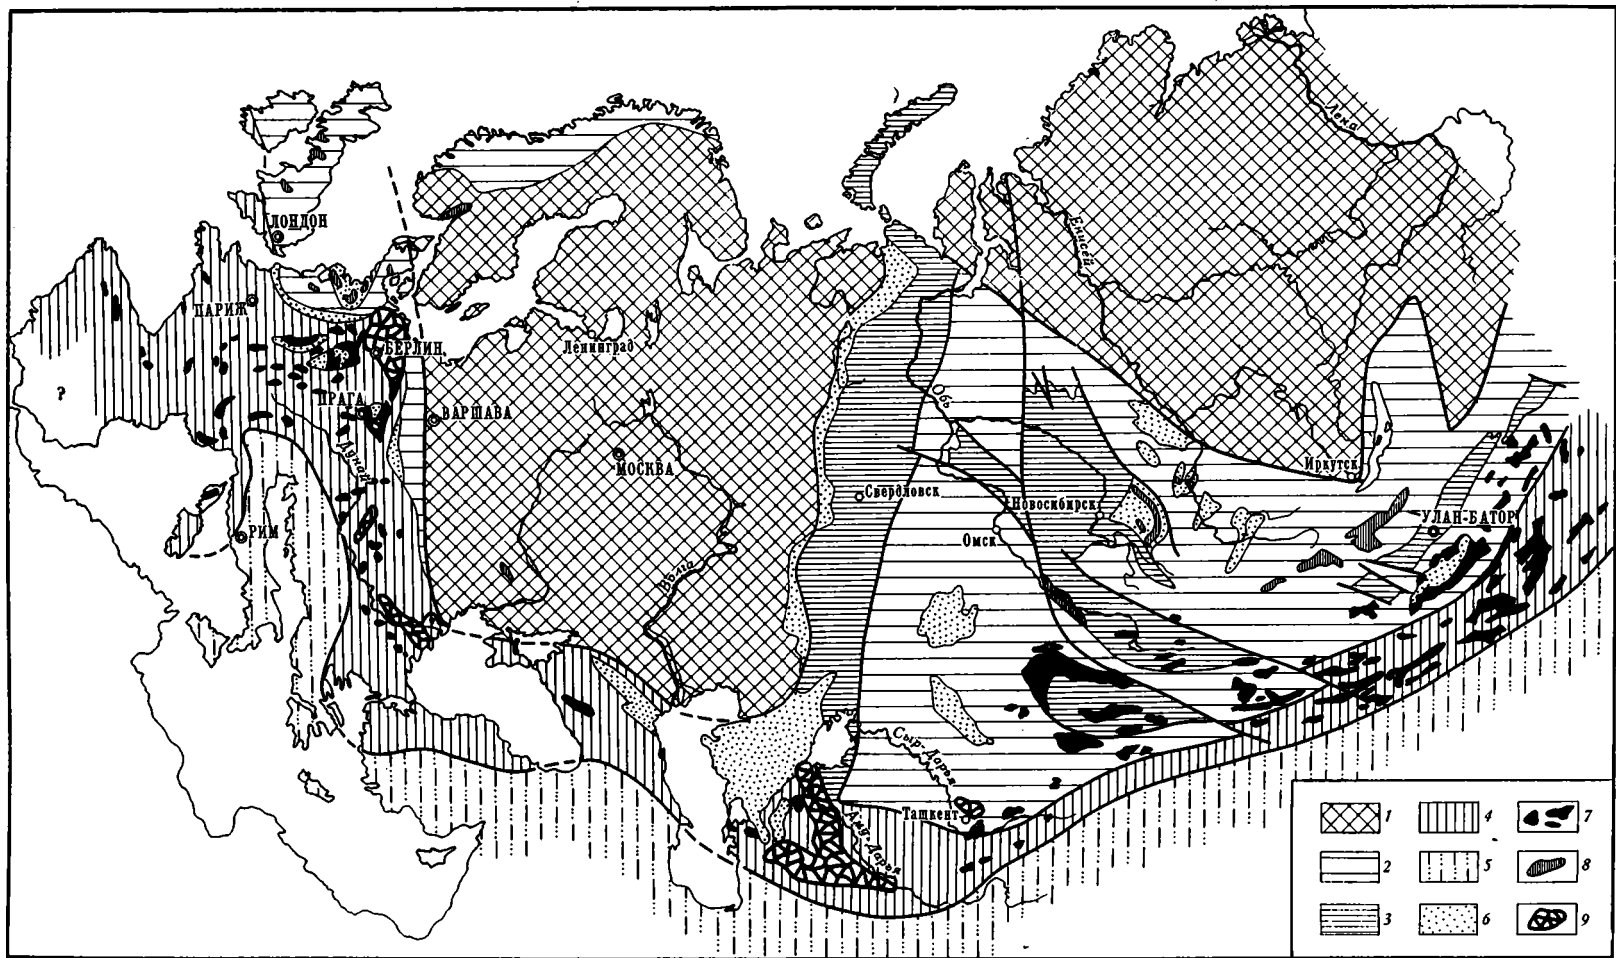 Лена
ЛОНДОН
Енисей
ПАРИЖ
БЕРЛИН
Ленинград
?
ПРАГА
ВАРШАВА
Обь
Дунай
МОСКВА
Иркутск
Свердловск
Новосибирск
УЛАН-БАТОР
РИМ
Омск
Волга
Сыр-Дарья
Ташкент
Аму-Дарья
1
4
7
2
5
8
3
6
9